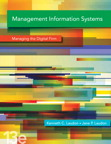 Management Information Systems
Managing the Digital Firm
Kenneth C. Laudon • Jane P. Laudon
13e